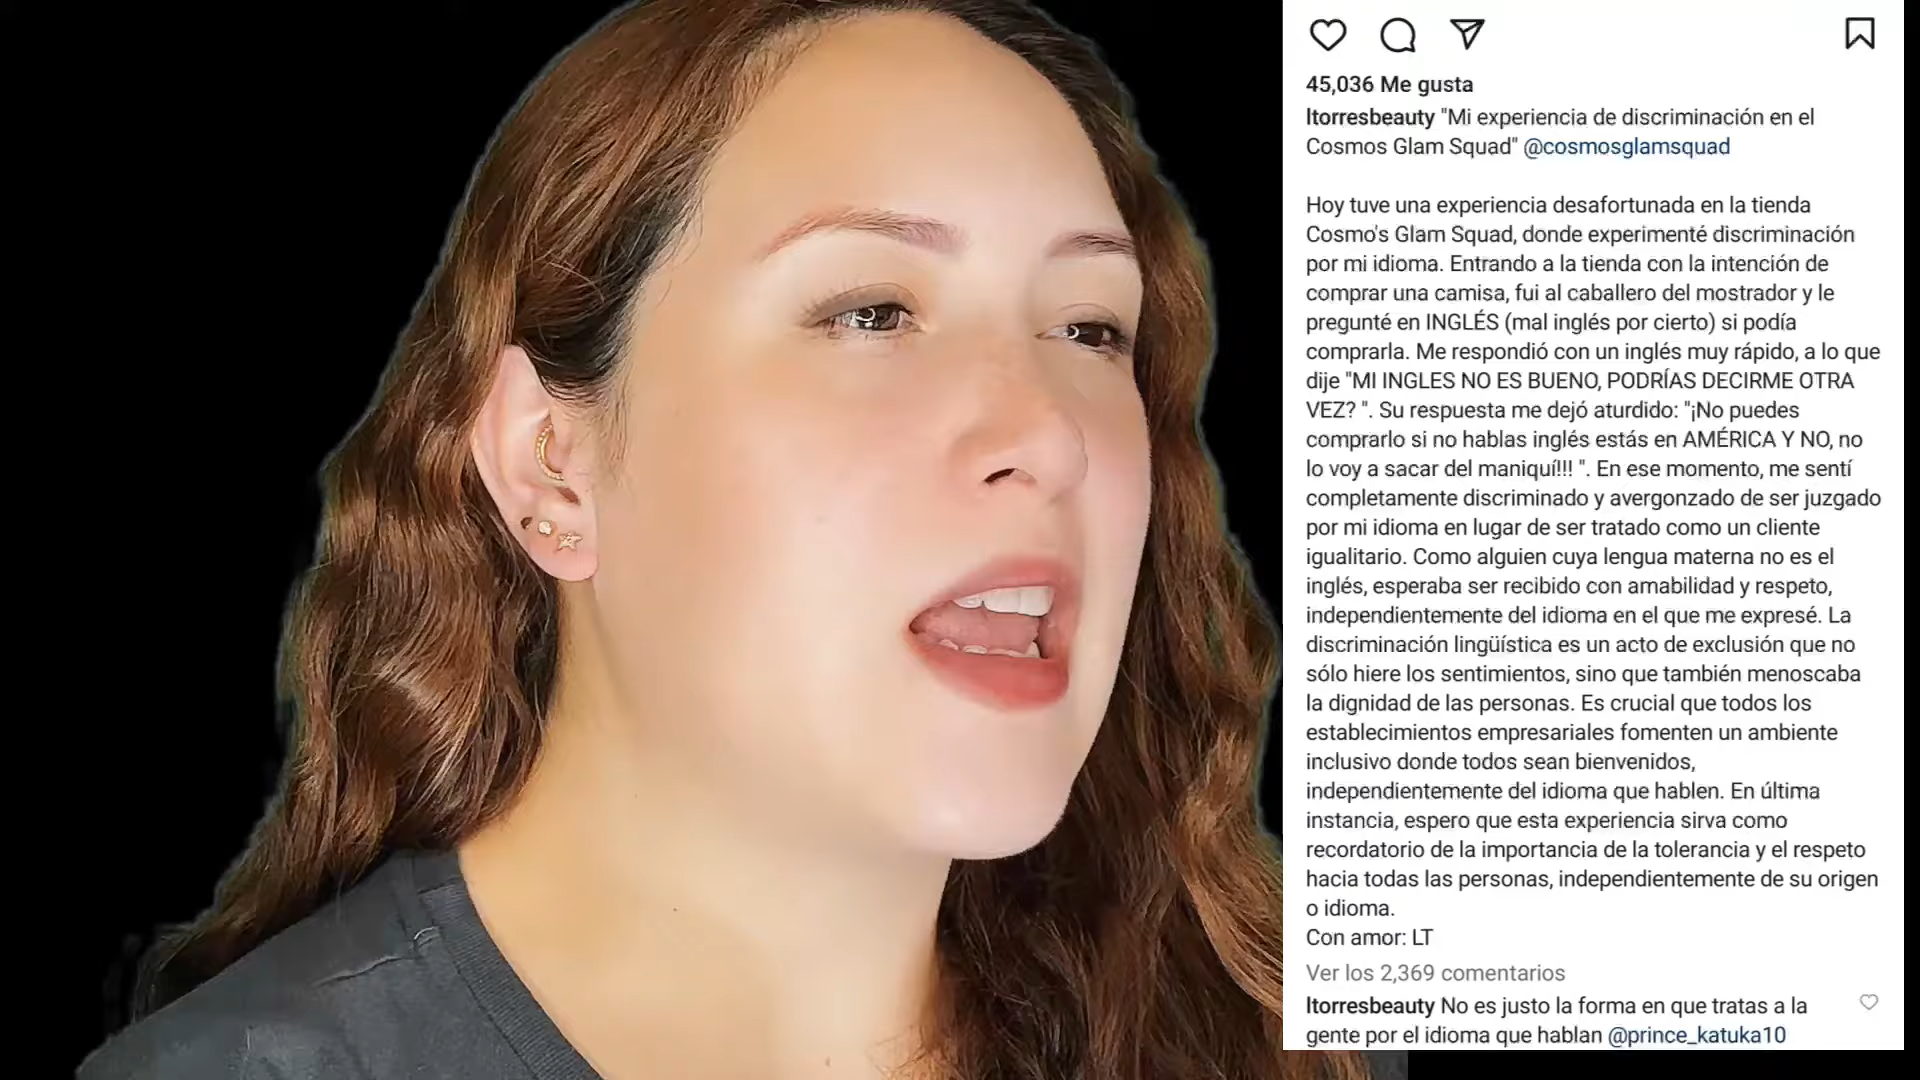 45,036 Me gusta
ltorresbeauty "Mi experiencia de discriminación en el
Cosmos Glam Squad" @cosmosglamsquad
Hoy tuve una experiencia desafortunada en la tienda
Cosmo's Glam Squad, donde experimenté discriminación
por mi idioma. Entrando a la tienda con la intención de
comprar una camisa, fui al caballero del mostrador y le
pregunté en INGLÉS (mal inglés por cierto) si podía
comprarla. Me respondió con un inglés muy rápido, a lo que
dije "MI INGLES NO ES BUENO, PODRÍAS DECIRME OTRA
VEZ? ". Su respuesta me dejó aturdido: "¡No puedes
comprarlo si no hablas inglés estás en AMÉRICA Y NO, no
lo voy a sacar del maniquí!!! ". En ese momento, me sentí
completamente discriminado y avergonzado de ser juzgado
por mi idioma en lugar de ser tratado como un cliente
igualitario. Como alguien cuya lengua materna no es el
inglés, esperaba ser recibido con amabilidad y respeto,
independientemente del idioma en el que me expresé. La
discriminación lingüística es un acto de exclusión que no
sólo hiere los sentimientos, sino que también menoscaba
la dignidad de las personas. Es crucial que todos los
establecimientos empresariales fomenten un ambiente
inclusivo donde todos sean bienvenidos,
independientemente del idioma que hablen. En última
instancia, espero que esta experiencia sirva como
recordatorio de la importancia de la tolerancia y el respeto
hacia todas las personas, independientemente de su origen
o idioma.
Con amor: LT
Ver los 2,369 comentarios
ltorresbeauty No es justo la forma en que tratas a la
gente por el idioma que hablan @prince_katuka10